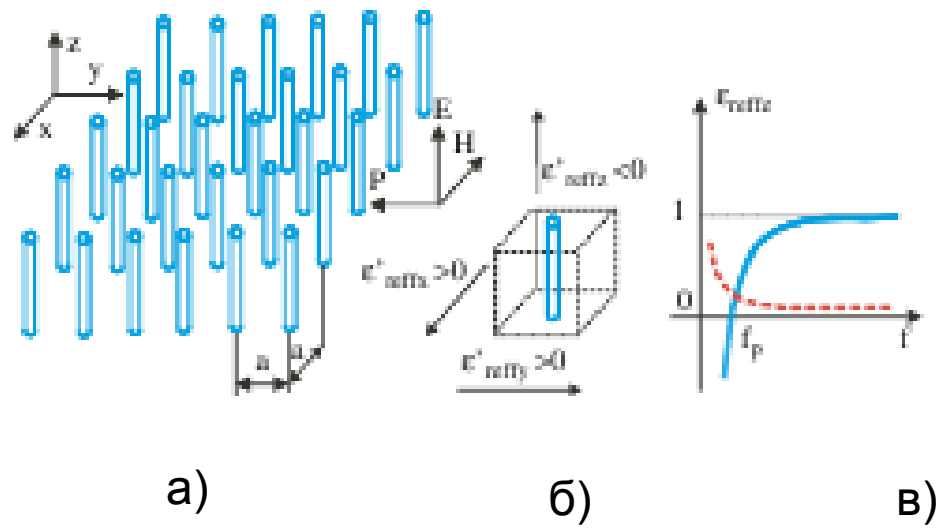 z
y
x
E
H
P
a
a
ε'reffz <0
ε'reffx >0
ε'reffy >0
εreffz
1
0
fp
f
а)
б)
в)